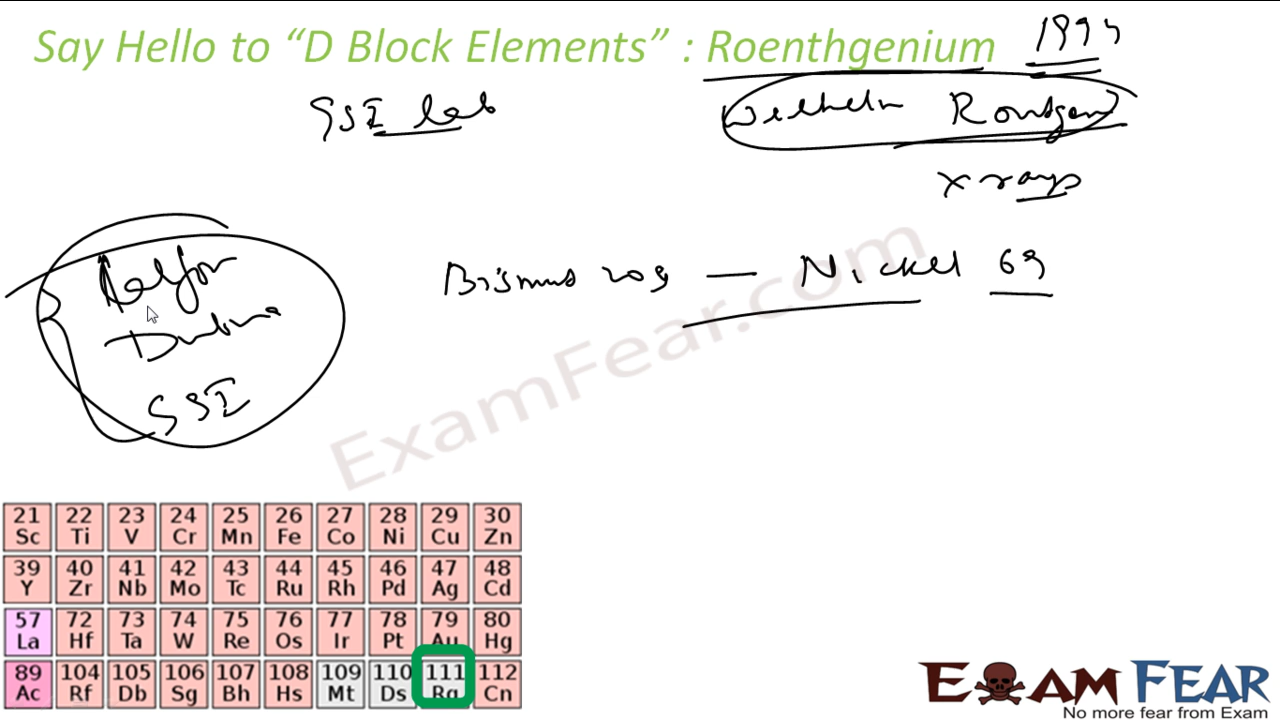 Say Hello to “D Block Elements” : Roenthgenium
GSI lab
Wilhelm Rontgen
x rays
Bismus 209 — Nickel 69
GSI
ExamFear.com
21 22 23 24 25 26 27 28 29 30
Sc Ti V Cr Mn Fe Co Ni Cu Zn
39 40 41 42 43 44 45 46 47 48
Y Zr Nb Mo Tc Ru Rh Pd Ag Cd
57 72 73 74 75 76 77 78 79 80
La Hf Ta W Re Os Ir Pt Au Hg
89 104 105 106 107 108 109 110 111 112
Ac Rf Db Sg Bh Hs Mt Ds Rg Cn
EXAM FEAR
No more fear from Exam